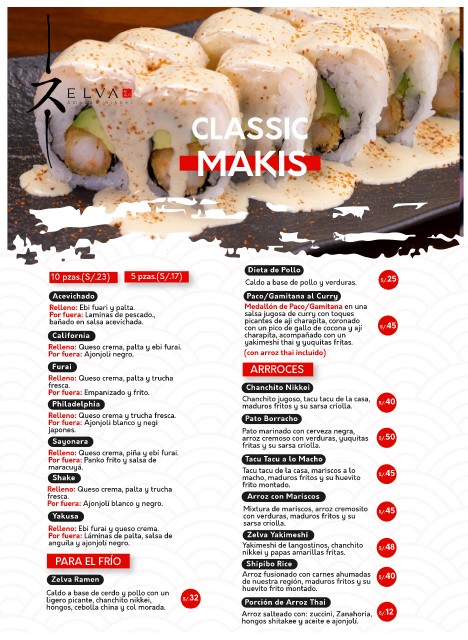 ZELVA
CLASSIC
MAKIS
10 pzas.(S/.23)
5 pzas.(S/.17)
Acevichado
Relleno: Ebi fuari y palta.
Por fuera: Laminas de pescado.,
bañado en salsa acevichada.
California
Relleno: Queso crema, palta y ebi furai.
Por fuera: Ajonjolí negro.
Furai
Relleno: Queso crema, palta y trucha
fresca.
Por fuera: Empanizado y frito.
Philadelphia
Relleno: Queso crema y trucha fresca.
Por fuera: Ajonjolí blanco y negi
japones.
Sayonara
Relleno: Queso crema, piña y ebi furai.
Por fuera: Panko frito y salsa de
maracuyá.
Shake
Relleno: Queso crema, palta y trucha
fresca.
Por fuera: Ajonjolí blanco y negro.
Yakusa
Relleno: Ebi furai y queso crema.
Por fuera: Láminas de palta, salsa de
anguila y ajonjolí negro.
PARA EL FRÍO
Zelva Ramen
Caldo a base de cerdo y pollo con un
ligero picante, chanchito nikkei,
hongos, cebolla china y col morada.
S/.32
Dieta de Pollo
Caldo a base de pollo y verduras.
S/.25
Paco/Gamitana al Curry
Medallón de Paco/Gamitana en una
salsa jugosa de curry con toques
picantes de aji charapita, coronado
con un pico de gallo de cocona y aji
charapita, acompañado con un
yakimeshi thai y yuquitas fritas.
(con arroz thai incluido)
S/.45
ARRROCES
Chanchito Nikkei
Chanchito jugoso, tacu tacu de la casa,
maduros fritos y su sarsa criolla.
S/.40
Pato Borracho
Pato marinado con cerveza negra,
arroz cremoso con verduras, yuquitas
fritas y su sarsa criolla.
S/.50
Tacu Tacu a lo Macho
Tacu tacu de la casa, mariscos a lo
macho, maduros fritos y su huevito
frito montado.
S/.45
Arroz con Mariscos
Mixtura de mariscos, arroz cremosito
con verduras, maduros fritos y su
sarsa criolla.
S/.45
Zelva Yakimeshi
Yakimeshi de langostinos, chanchito
nikkei y papas amarillas fritas.
S/.48
Shipibo Rice
Arroz fusionado con carnes ahumadas
de nuestra región, maduros fritos y su
huevito frito montado.
S/.40
Porción de Arroz Thai
Arroz salteado con: zuccini, Zanahoria,
hongos shitakee y aceite e ajonjolí.
S/.12